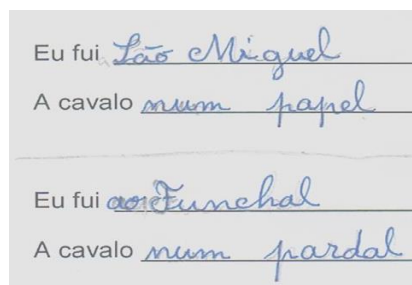 Eu fui São Miguel
A cavalo num papel
Eu fui ao Funchal
A cavalo num pardal